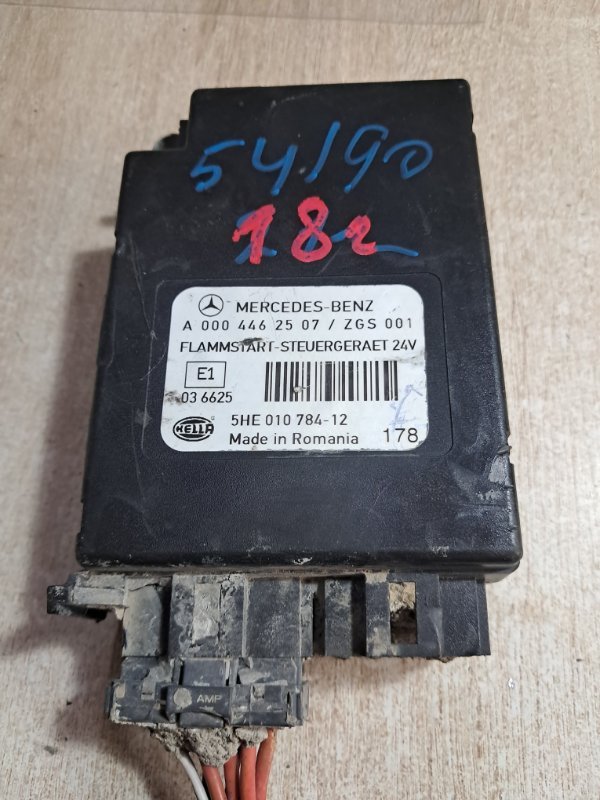 54190
182
MERCEDES-BENZ
A 000 446 25 07 / ZGS 001
FLAMMSTART-STEUERGERAET 24V
E1
03 6625
5HE 010 784-12
HELLA
Made in Romania 178
AMP